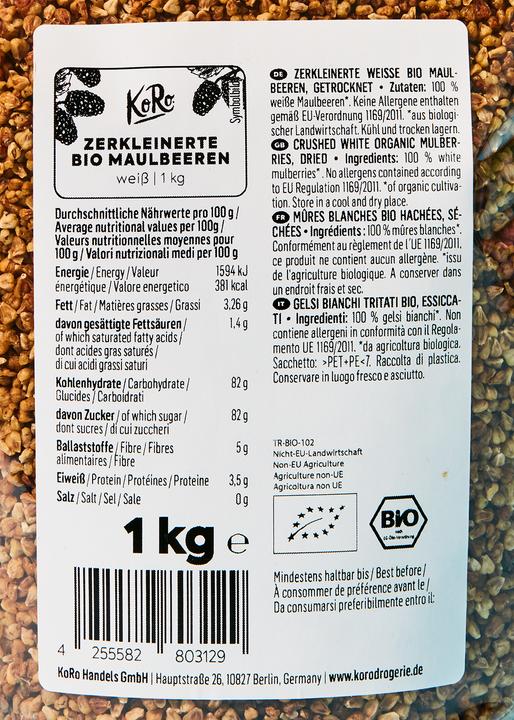 KoRo
Symbolbild
ZERKLEINERTE
BIO MAULBEEREN
weiß | 1 kg
Durchschnittliche Nährwerte pro 100 g /
Average nutritional values per 100g /
Valeurs nutritionnelles moyennes pour
100 g / Valori nutrizionali medi per 100 g
Energie / Energy / Valeur 1594 kJ
énergétique / Valore energetico 381 kcal
Fett / Fat / Matières grasses / Grassi 3,26 g
davon gesättigte Fettsäuren / 1,4 g
of which saturated fatty acids /
dont acides gras saturés /
di cui acidi grassi saturi
Kohlenhydrate / Carbohydrate / 82 g
Glucides / Carboidrati
davon Zucker / of which sugar / 82 g
dont sucres / di cui zuccheri
Ballaststoffe / Fibre / Fibres 5 g
alimentaires / Fibre
Eiweiß / Protein / Protéines / Proteine 3,5 g
Salz / Salt / Sel / Sale 0 g
1 kg e
4 255582 803129
DE ZERKLEINERTE WEISSE BIO MAUL-
BEEREN, GETROCKNET • Zutaten: 100 %
weiße Maulbeeren*. Keine Allergene enthalten
gemäß EU-Verordnung 1169/2011. *aus biologi-
scher Landwirtschaft. Kühl und trocken lagern.
GB CRUSHED WHITE ORGANIC MULBER-
RIES, DRIED • Ingredients: 100 % white
mulberries*. No allergens contained according
to EU Regulation 1169/2011. *of organic cultiva-
tion. Store in a cool and dry place.
FR MÛRES BLANCHES BIO HACHÉES, SÉ-
CHÉES • Ingrédients: 100 % mûres blanches*.
Conformément au règlement de l'UE 1169/2011,
ce produit ne contient aucun allergène. *issu
de l'agriculture biologique. A conserver dans
un endroit frais et sec.
IT GELSI BIANCHI TRITATI BIO, ESSICCA-
TI • Ingredienti: 100 % gelsi bianchi*. Non
contiene allergeni in conformità con il Regola-
mento UE 1169/2011. *da agricoltura biologica.
Sacchetto: >PET+PE<7. Raccolta di plastica.
Conservare in luogo fresco e asciutto.
TR-BIO-102
Nicht-EU-Landwirtschaft
Non-EU Agriculture
Agriculture non-UE
Agricoltura non UE
Bio
nach
EG-Öko-Verordnung
Mindestens haltbar bis / Best before /
À consommer de préférence avant le /
Da consumarsi preferibilmente entro il:
KoRo Handels GmbH | Hauptstraße 26, 10827 Berlin, Germany | www.korodrogerie.de